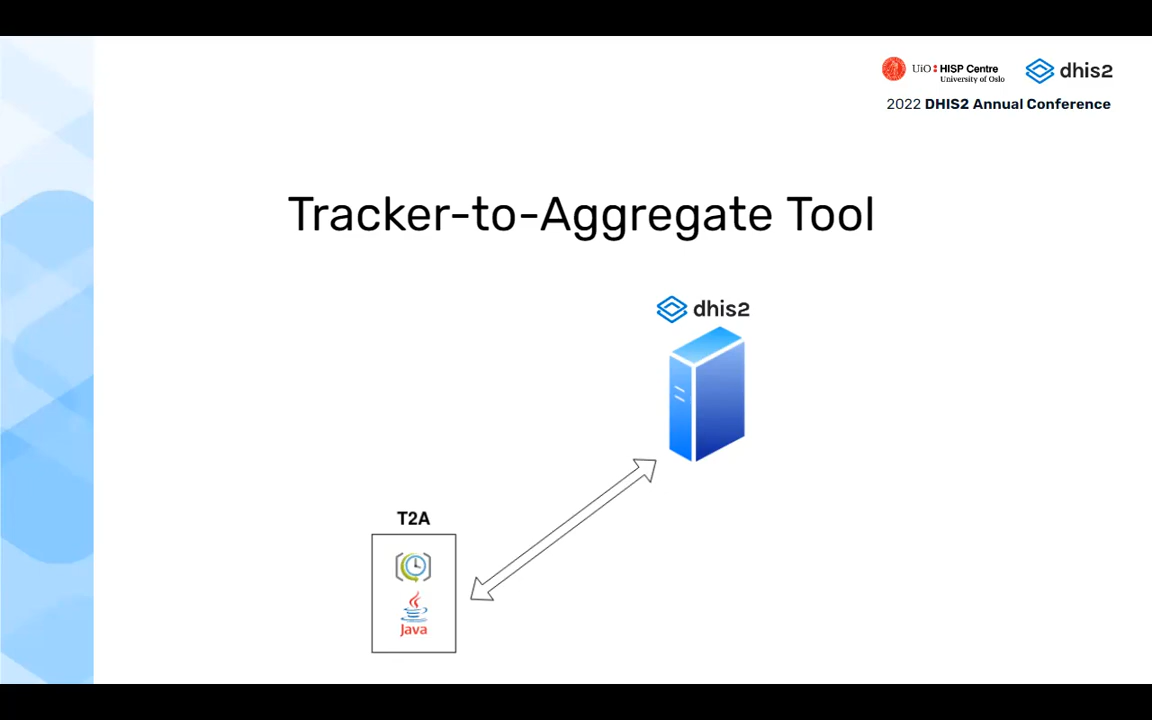 UiO: HISP Centre
University of Oslo
dhis2
2022 DHIS2 Annual Conference
Tracker-to-Aggregate Tool
dhis2
T2A
Java